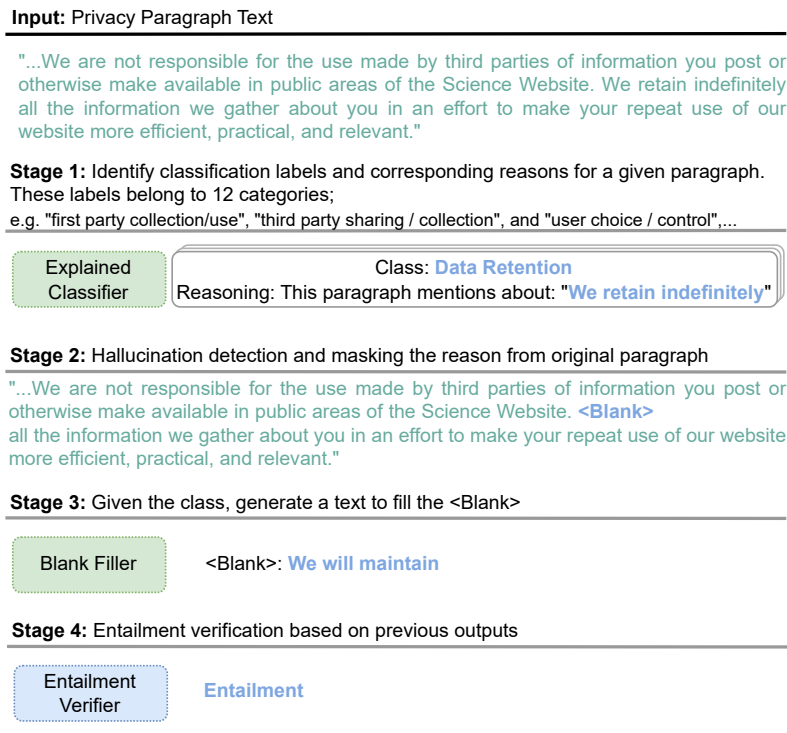 Input: Privacy Paragraph Text
"...We are not responsible for the use made by third parties of information you post or
otherwise make available in public areas of the Science Website. We retain indefinitely
all the information we gather about you in an effort to make your repeat use of our
website more efficient, practical, and relevant."
Stage 1: Identify classification labels and corresponding reasons for a given paragraph.
These labels belong to 12 categories;
e.g. "first party collection/use", "third party sharing / collection", and "user choice / control",...
Explained
Classifier
Class: Data Retention
Reasoning: This paragraph mentions about: "We retain indefinitely"
Stage 2: Hallucination detection and masking the reason from original paragraph
"...We are not responsible for the use made by third parties of information you post or
otherwise make available in public areas of the Science Website. <Blank>
all the information we gather about you in an effort to make your repeat use of our website
more efficient, practical, and relevant."
Stage 3: Given the class, generate a text to fill the <Blank>
Blank Filler
<Blank>: We will maintain
Stage 4: Entailment verification based on previous outputs
Entailment
Verifier
Entailment